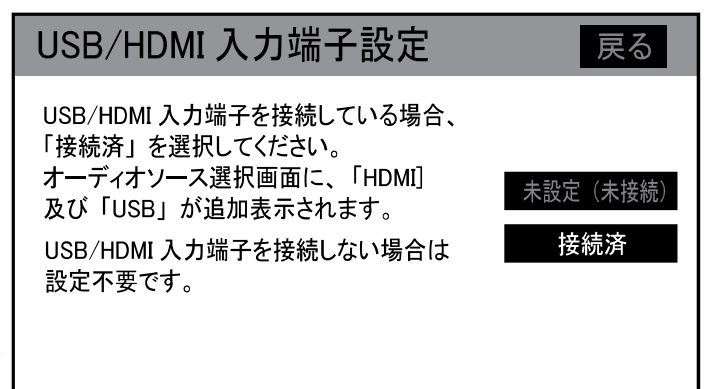 USB/HDMI 入力端子設定
戻る
USB/HDMI 入力端子を接続している場合、
「接続済」を選択してください。
オーディオソース選択画面に、「HDMI]
及び「USB」が追加表示されます。
USB/HDMI 入力端子を接続しない場合は
設定不要です。
未設定（未接続）
接続済